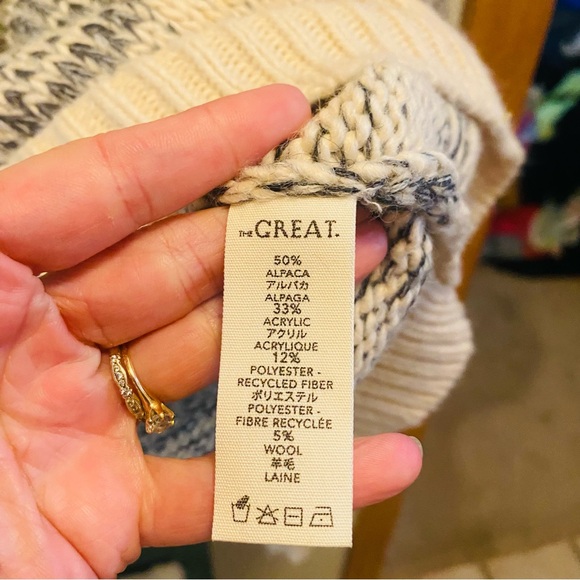 THE GREAT.
50%
ALPACA
アルパカ
ALPAGA
33%
ACRYLIC
アクリル
ACRYLIQUE
12%
POLYESTER -
RECYCLED FIBER
ポリエステル
POLYESTER -
FIBRE RECYCLÉE
5%
WOOL
羊毛
LAINE